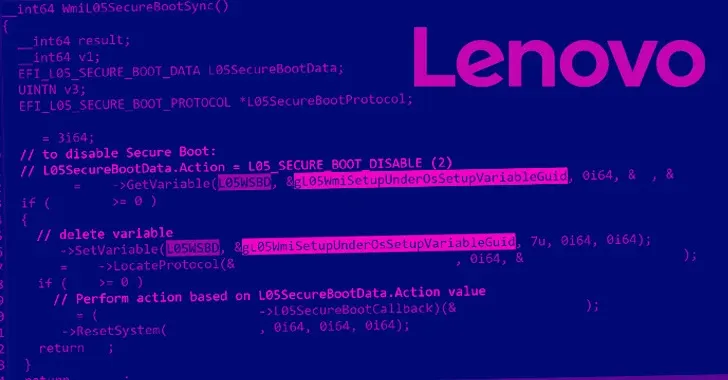 __int64 WmiL05SecureBootSync()
{
__int64 result;
__int64 v1;
EFI_L05_SECURE_BOOT_DATA L05SecureBootData;
UINTN v3;
EFI_L05_SECURE_BOOT_PROTOCOL *L05SecureBootProtocol;
Lenovo
= 3i64;
// to disable Secure Boot:
// L05SecureBootData.Action = L05_SECURE_BOOT_DISABLE (2)
= ->GetVariable(L05WSBD, &gL05WmiSetupUnderOsSetupVariableGuid, 0i64, & , &
if ( >= 0 )
{
// delete variable
->SetVariable(L05WSBD, &gL05WmiSetupUnderOsSetupVariableGuid, 7u, 0i64, 0i64);
= ->LocateProtocol(& , 0i64, & );
if ( >= 0 )
// Perform action based on L05SecureBootData.Action value
= ( ->L05SecureBootCallback)(& );
->ResetSystem( , 0i64, 0i64, 0i64);
return ;
}